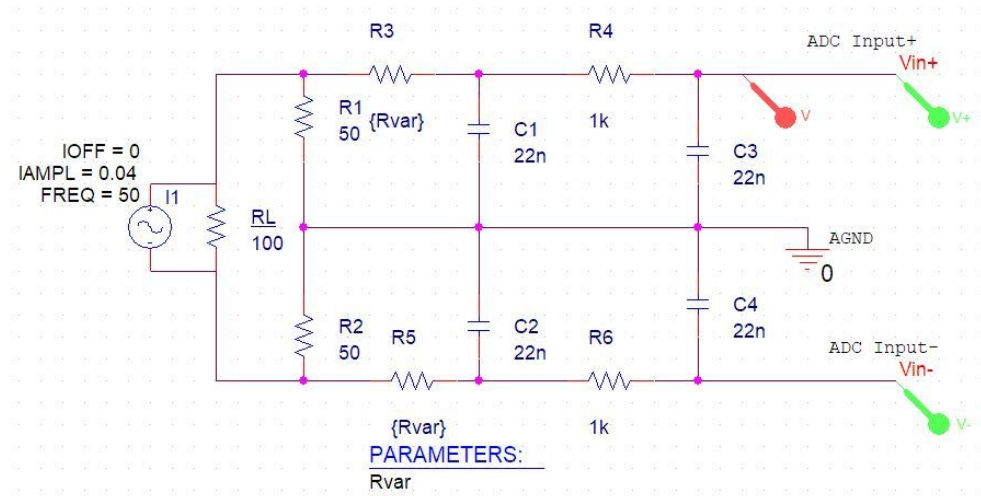 R3
R4
ADC Input+
Vin+
R1
50
{Rvar}
C1
22n
1k
V
V+
C3
22n
IOFF = 0
IAMPL = 0.04
FREQ = 50
I1
RL
100
AGND
0
R2
50
R5
C2
22n
R6
C4
22n
ADC Input-
Vin-
{Rvar}
1k
V-
PARAMETERS:
Rvar